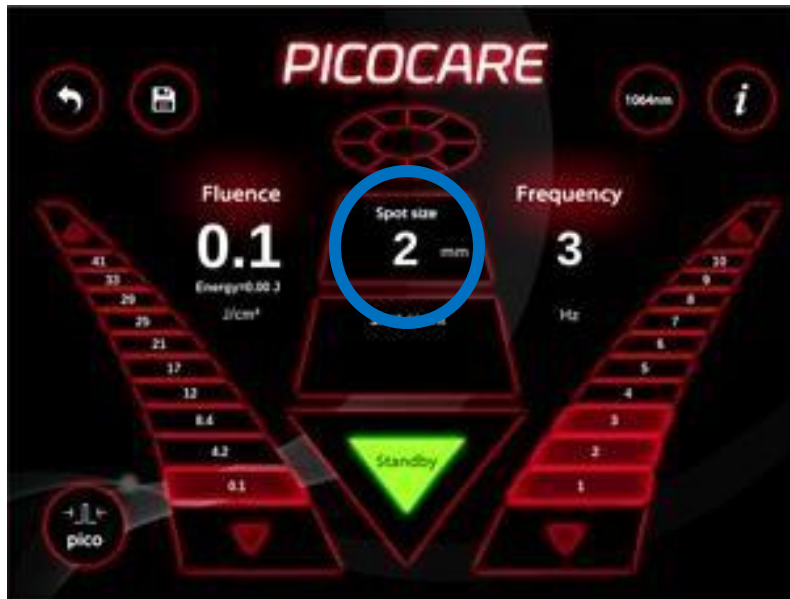 PICOCARE
1064nm
i
Fluence
0.1
Energy=0.00 J
J/cm²
Spot size
2 mm
Frequency
3
Hz
41
33
29
25
21
17
12
8.4
4.2
0.1
10
9
8
7
6
5
4
3
2
1
Standby
pico